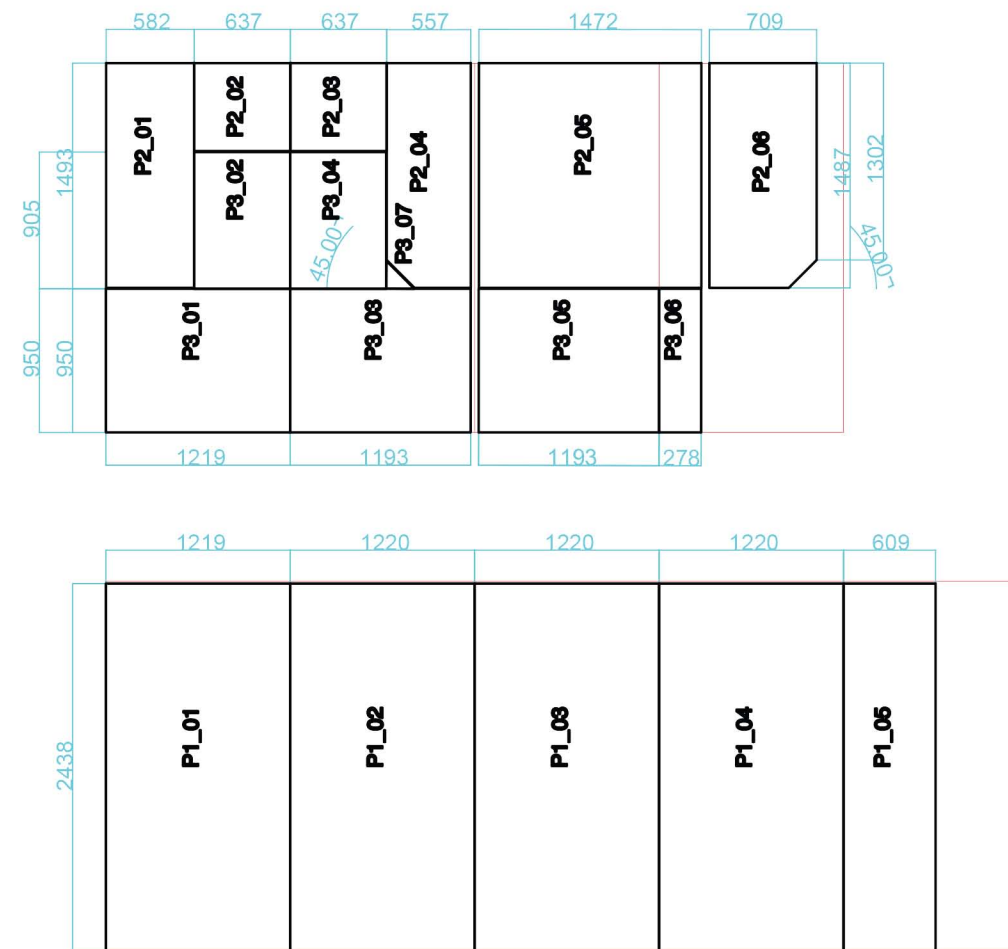 582 637 637 557 1472 709
P2_01
P2_02
P2_03
P2_04
P2_05
P2_06
P3_02
P3_04
P3_07
1493
905
45.00¬
1487
1302
45.00¬
P3_01
P3_03
P3_05
P3_06
950
950
1219 1193 1193 278
1219 1220 1220 1220 609
P1_01
P1_02
P1_03
P1_04
P1_05
2438